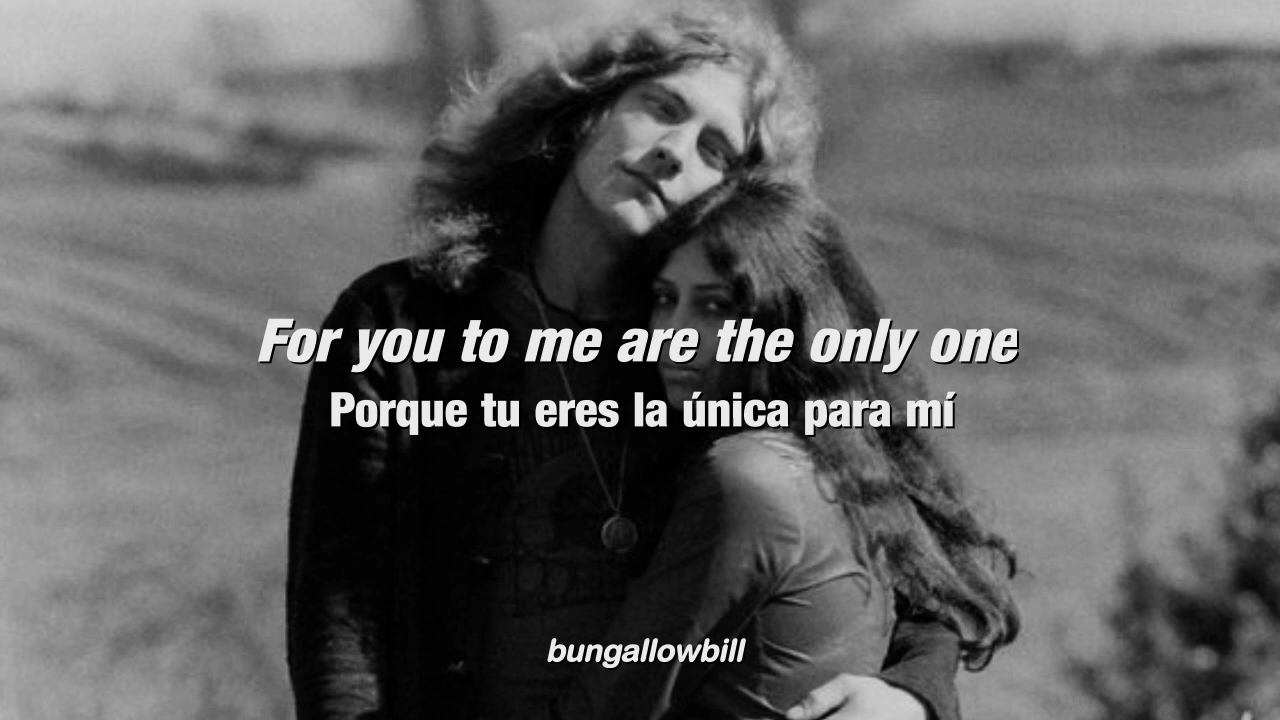 For you to me are the only one
Porque tu eres la única para mí
bungallowbill